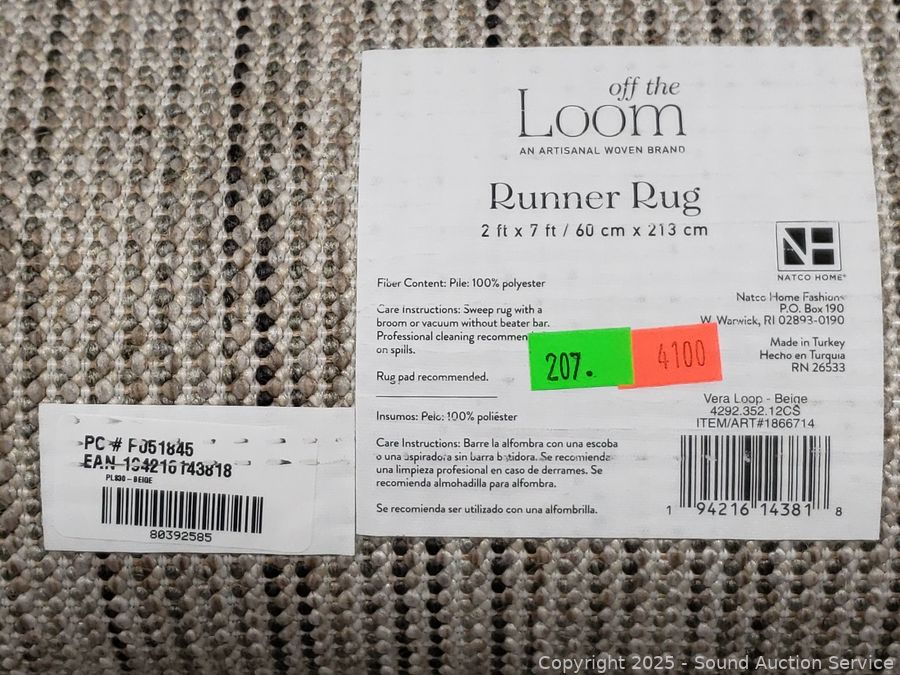 off the
Loom
AN ARTISANAL WOVEN BRAND
Runner Rug
2 ft x 7 ft / 60 cm x 213 cm
NH
NATCO HOME®
Fiber Content: Pile: 100% polyester
Care Instructions: Sweep rug with a
broom or vacuum without beater bar.
Professional cleaning
on spills.
Rug pad recommended.
Natco Home Fashions
P.O. Box 190
W. Warwick, RI 02893-0190
Made in Turkey
Hecho en Turquia
RN 26533
207.
4100
Insumos: Pelo: 100% poliéster
Care Instructions: Barre la alfombra con una escoba
o una aspiradora sin barra batidora. Se recomienda
una limpieza profesional en caso de derrames. Se
recomienda almohadilla para alfombra.
Se recomienda ser utilizado con una alfombrilla.
Vera Loop - Beige
4292.352.12CS
ITEM/ART#1866714
1 94216 14381 8
PC # P051845
EAN 194216143818
PL830 - BEIGE
80392585
Copyright 2025 - Sound Auction Service